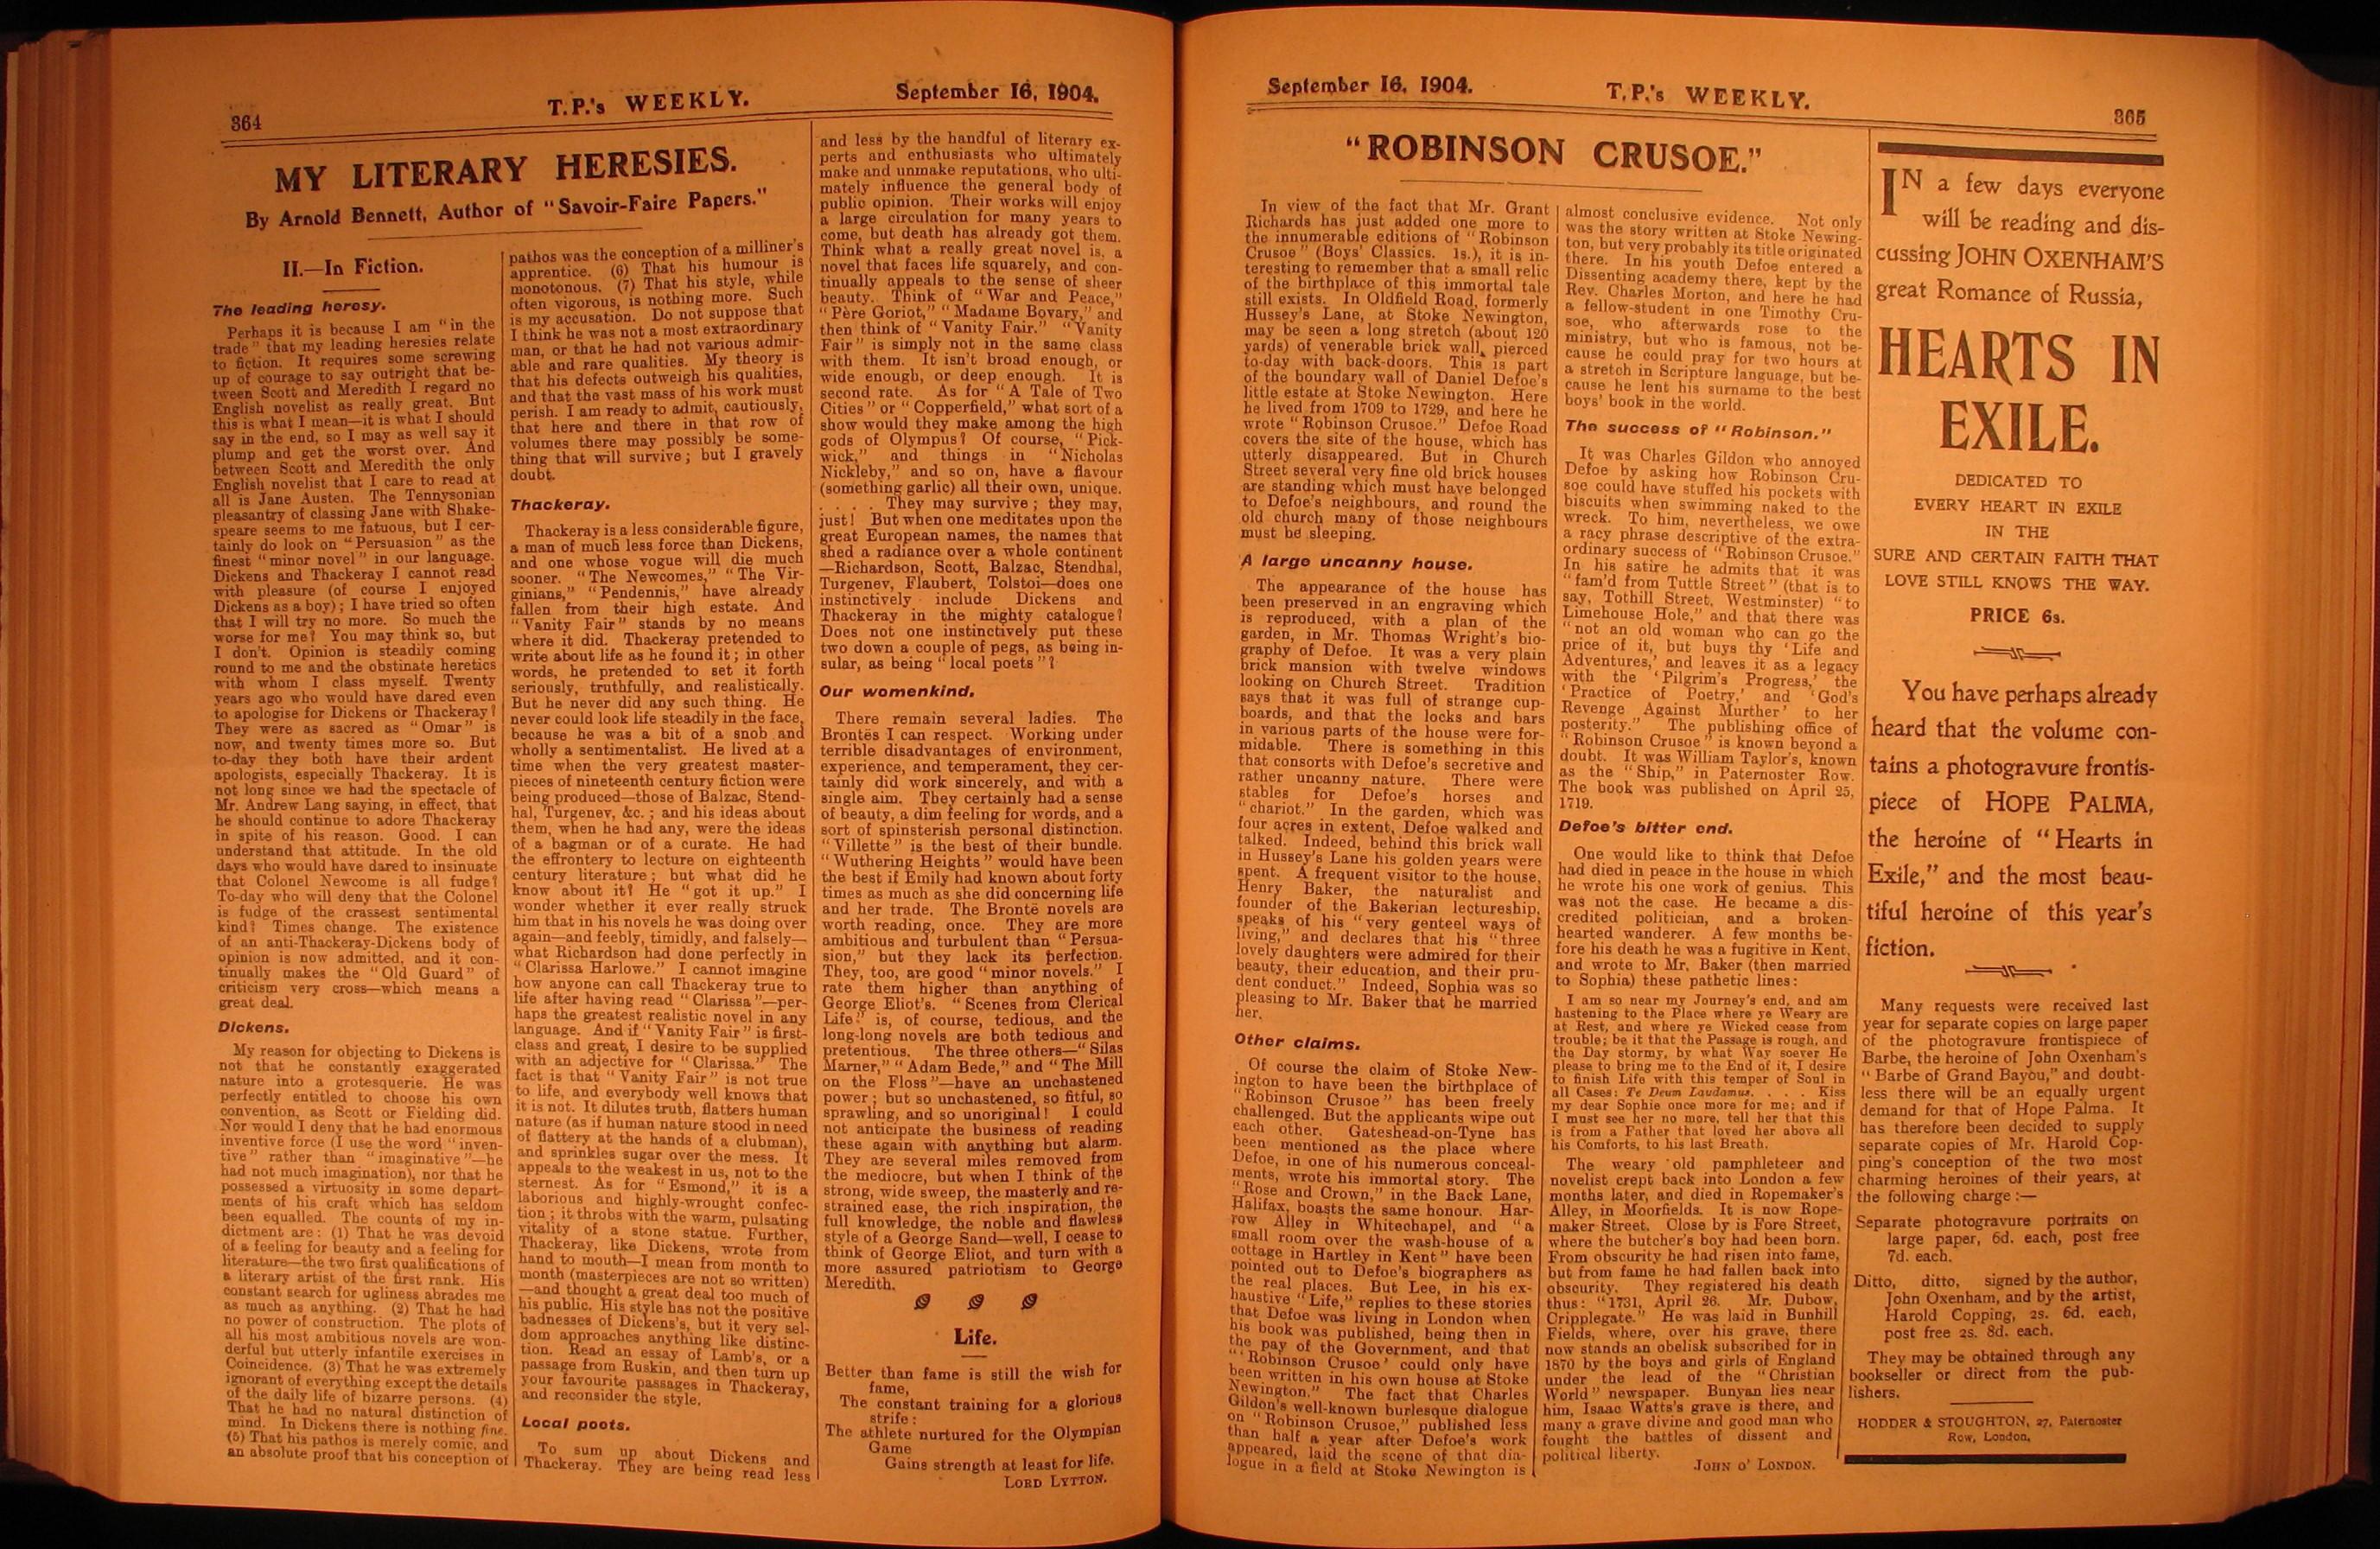 364
T.P.'s WEEKLY.
September 16, 1904.
MY LITERARY HERESIES.
By Arnold Bennett, Author of "Savoir-Faire Papers."
II.—In Fiction.
The leading heresy.
Perhaps it is because I am "in the
trade" that my leading heresies relate
to fiction. It requires some screwing
up of courage to say outright that be-
tween Scott and Meredith I regard no
English novelist as really great. But
this is what I mean—it is what I should
say in the end, so I may as well say it
plump and get the worst over. And
between Scott and Meredith the only
English novelist that I care to read at
all is Jane Austen. The Tennysonian
pleasantry of classing Jane with Shake-
speare seems to me fatuous, but I cer-
tainly do look on "Persuasion" as the
finest "minor novel" in our language.
Dickens and Thackeray I cannot read
with pleasure (of course I enjoyed
Dickens as a boy); I have tried so often
that I will try no more. So much the
worse for me? You may think so, but
I don't. Opinion is steadily coming
round to me and the obstinate heretics
with whom I class myself. Twenty
years ago who would have dared even
to apologise for Dickens or Thackeray?
They were as sacred as "Omar" is
now, and twenty times more so. But
to-day they both have their ardent
apologists, especially Thackeray. It is
not long since we had the spectacle of
Mr. Andrew Lang saying, in effect, that
he should continue to adore Thackeray
in spite of his reason. Good. I can
understand that attitude. In the old
days who would have dared to insinuate
that Colonel Newcome is all fudge?
To-day who will deny that the Colonel
is fudge of the crassest sentimental
kind? Times change. The existence
of an anti-Thackeray-Dickens body of
opinion is now admitted, and it con-
tinually makes the "Old Guard" of
criticism very cross—which means a
great deal.
Dickens.
My reason for objecting to Dickens is
not that he constantly exaggerated
nature into a grotesquerie. He was
perfectly entitled to choose his own
convention, as Scott or Fielding did.
Nor would I deny that he had enormous
inventive force (I use the word "inven-
tive" rather than "imaginative"—he
had not much imagination), nor that he
possessed a virtuosity in some depart-
ments of his craft which has seldom
been equalled. The counts of my in-
dictment are: (1) That he was devoid
of a feeling for beauty and a feeling for
literature—the two first qualifications of
a literary artist of the first rank. His
constant search for ugliness abrades me
as much as anything. (2) That he had
no power of construction. The plots of
all his most ambitious novels are won-
derful but utterly infantile exercises in
Coincidence. (3) That he was extremely
ignorant of everything except the details
of the daily life of bizarre persons. (4)
That he had no natural distinction of
mind. In Dickens there is nothing fine.
(5) That his pathos is merely comic, and
an absolute proof that his conception of
pathos was the conception of a milliner's
apprentice. (6) That his humour is
monotonous. (7) That his style, while
often vigorous, is nothing more. Such
is my accusation. Do not suppose that
I think he was not a most extraordinary
man, or that he had not various admir-
able and rare qualities. My theory is
that his defects outweigh his qualities,
and that the vast mass of his work must
perish. I am ready to admit, cautiously,
that here and there in that row of
volumes there may possibly be some-
thing that will survive; but I gravely
doubt.
Thackeray.
Thackeray is a less considerable figure,
a man of much less force than Dickens,
and one whose vogue will die much
sooner. "The Newcomes," "The Vir-
ginians," "Pendennis," have already
fallen from their high estate. And
"Vanity Fair" stands by no means
where it did. Thackeray pretended to
write about life as he found it; in other
words, he pretended to set it forth
seriously, truthfully, and realistically.
But he never did any such thing. He
never could look life steadily in the face,
because he was a bit of a snob and
wholly a sentimentalist. He lived at a
time when the very greatest master-
pieces of nineteenth century fiction were
being produced—those of Balzac, Stend-
hal, Turgenev, &c.; and his ideas about
them, when he had any, were the ideas
of a bagman or of a curate. He had
the effrontery to lecture on eighteenth
century literature; but what did he
know about it? He "got it up." I
wonder whether it ever really struck
him that in his novels he was doing over
again—and feebly, timidly, and falsely—
what Richardson had done perfectly in
"Clarissa Harlowe." I cannot imagine
how anyone can call Thackeray true to
life after having read "Clarissa"—per-
haps the greatest realistic novel in any
language. And if "Vanity Fair" is first-
class and great, I desire to be supplied
with an adjective for "Clarissa." The
fact is that "Vanity Fair" is not true
to life, and everybody well knows that
it is not. It dilutes truth, flatters human
nature (as if human nature stood in need
of flattery at the hands of a clubman),
and sprinkles sugar over the mess. It
appeals to the weakest in us, not to the
sternest. As for "Esmond," it is a
laborious and highly-wrought confec-
tion; it throbs with the warm, pulsating
vitality of a stone statue. Further,
Thackeray, like Dickens, wrote from
hand to mouth—I mean from month to
month (masterpieces are not so written)
—and thought a great deal too much of
his public. His style has not the positive
badnesses of Dickens's, but it very sel-
dom approaches anything like distinc-
tion. Read an essay of Lamb's, or a
passage from Ruskin, and then turn up
your favourite passages in Thackeray,
and reconsider the style.
Local poets.
To sum up about Dickens and
Thackeray. They are being read less
and less by the handful of literary ex-
perts and enthusiasts who ultimately
make and unmake reputations, who ulti-
mately influence the general body of
public opinion. Their works will enjoy
a large circulation for many years to
come, but death has already got them.
Think what a really great novel is, a
novel that faces life squarely, and con-
tinually appeals to the sense of sheer
beauty. Think of "War and Peace,"
"Père Goriot," "Madame Bovary," and
then think of "Vanity Fair." "Vanity
Fair" is simply not in the same class
with them. It isn't broad enough, or
wide enough, or deep enough. It is
second rate. As for "A Tale of Two
Cities" or "Copperfield," what sort of a
show would they make among the high
gods of Olympus? Of course, "Pick-
wick," and things in "Nicholas
Nickleby," and so on, have a flavour
(something garlic) all their own, unique.
. . . . They may survive; they may,
just! But when one meditates upon the
great European names, the names that
shed a radiance over a whole continent
—Richardson, Scott, Balzac, Stendhal,
Turgenev, Flaubert, Tolstoi—does one
instinctively include Dickens and
Thackeray in the mighty catalogue?
Does not one instinctively put these
two down a couple of pegs, as being in-
sular, as being "local poets"?
Our womenkind.
There remain several ladies. The
Brontës I can respect. Working under
terrible disadvantages of environment,
experience, and temperament, they cer-
tainly did work sincerely, and with a
single aim. They certainly had a sense
of beauty, a dim feeling for words, and a
sort of spinsterish personal distinction.
"Villette" is the best of their bundle.
"Wuthering Heights" would have been
the best if Emily had known about forty
times as much as she did concerning life
and her trade. The Brontë novels are
worth reading, once. They are more
ambitious and turbulent than "Persua-
sion," but they lack its perfection.
They, too, are good "minor novels." I
rate them higher than anything of
George Eliot's. "Scenes from Clerical
Life" is, of course, tedious, and the
long-long novels are both tedious and
pretentious. The three others—"Silas
Marner," "Adam Bede," and "The Mill
on the Floss"—have an unchastened
power; but so unchastened, so fitful, so
sprawling, and so unoriginal! I could
not anticipate the business of reading
these again with anything but alarm.
They are several miles removed from
the mediocre, but when I think of the
strong, wide sweep, the masterly and re-
strained ease, the rich inspiration, the
full knowledge, the noble and flawless
style of a George Sand—well, I cease to
think of George Eliot, and turn with a
more assured patriotism to George
Meredith.
Life.
Better than fame is still the wish for
fame,
The constant training for a glorious
strife:
The athlete nurtured for the Olympian
Game
Gains strength at least for life.
LORD LYTTON.
September 16, 1904.
T.P.'s WEEKLY.
365
"ROBINSON CRUSOE."
In view of the fact that Mr. Grant
Richards has just added one more to
the innumerable editions of "Robinson
Crusoe" (Boys' Classics. 1s.), it is in-
teresting to remember that a small relic
of the birthplace of this immortal tale
still exists. In Oldfield Road, formerly
Hussey's Lane, at Stoke Newington,
may be seen a long stretch (about 120
yards) of venerable brick wall, pierced
to-day with back-doors. This is part
of the boundary wall of Daniel Defoe's
little estate at Stoke Newington. Here
he lived from 1709 to 1729, and here he
wrote "Robinson Crusoe." Defoe Road
covers the site of the house, which has
utterly disappeared. But in Church
Street several very fine old brick houses
are standing which must have belonged
to Defoe's neighbours, and round the
old church many of those neighbours
must be sleeping.
A large uncanny house.
The appearance of the house has
been preserved in an engraving which
is reproduced, with a plan of the
garden, in Mr. Thomas Wright's bio-
graphy of Defoe. It was a very plain
brick mansion with twelve windows
looking on Church Street. Tradition
says that it was full of strange cup-
boards, and that the locks and bars
in various parts of the house were for-
midable. There is something in this
that consorts with Defoe's secretive and
rather uncanny nature. There were
stables for Defoe's horses and
"chariot." In the garden, which was
four acres in extent, Defoe walked and
talked. Indeed, behind this brick wall
in Hussey's Lane his golden years were
spent. A frequent visitor to the house,
Henry Baker, the naturalist and
founder of the Bakerian lectureship,
speaks of his "very genteel ways of
living," and declares that his "three
lovely daughters were admired for their
beauty, their education, and their pru-
dent conduct." Indeed, Sophia was so
pleasing to Mr. Baker that he married
her.
Other claims.
Of course the claim of Stoke New-
ington to have been the birthplace of
"Robinson Crusoe" has been freely
challenged. But the applicants wipe out
each other. Gateshead-on-Tyne has
been mentioned as the place where
Defoe, in one of his numerous conceal-
ments, wrote his immortal story. The
"Rose and Crown," in the Back Lane,
Halifax, boasts the same honour. Har-
row Alley in Whitechapel, and "a
small room over the wash-house of a
cottage in Hartley in Kent" have been
pointed out to Defoe's biographers as
the real places. But Lee, in his ex-
haustive "Life," replies to these stories
that Defoe was living in London when
his book was published, being then in
the pay of the Government, and that
"'Robinson Crusoe' could only have
been written in his own house at Stoke
Newington." The fact that Charles
Gildon's well-known burlesque dialogue
on "Robinson Crusoe," published less
than half a year after Defoe's work
appeared, laid the scene of that dia-
logue in a field at Stoke Newington is
almost conclusive evidence. Not only
was the story written at Stoke Newing-
ton, but very probably its title originated
there. In his youth Defoe entered a
Dissenting academy there, kept by the
Rev. Charles Morton, and here he had
a fellow-student in one Timothy Cru-
soe, who afterwards rose to the
ministry, but who is famous, not be-
cause he could pray for two hours at
a stretch in Scripture language, but be-
cause he lent his surname to the best
boys' book in the world.
The success of "Robinson."
It was Charles Gildon who annoyed
Defoe by asking how Robinson Cru-
soe could have stuffed his pockets with
biscuits when swimming naked to the
wreck. To him, nevertheless, we owe
a racy phrase descriptive of the extra-
ordinary success of "Robinson Crusoe."
In his satire he admits that it was
"fam'd from Tuttle Street" (that is to
say, Tothill Street, Westminster) "to
Limehouse Hole," and that there was
"not an old woman who can go the
price of it, but buys thy 'Life and
Adventures,' and leaves it as a legacy
with the 'Pilgrim's Progress,' the
'Practice of Poetry,' and 'God's
Revenge Against Murther' to her
posterity." The publishing office of
"Robinson Crusoe" is known beyond a
doubt. It was William Taylor's, known
as the "Ship," in Paternoster Row.
The book was published on April 25,
1719.
Defoe's bitter end.
One would like to think that Defoe
had died in peace in the house in which
he wrote his one work of genius. This
was not the case. He became a dis-
credited politician, and a broken-
hearted wanderer. A few months be-
fore his death he was a fugitive in Kent,
and wrote to Mr. Baker (then married
to Sophia) these pathetic lines:
I am so near my Journey's end, and am
hastening to the Place where ye Weary are
at Rest, and where ye Wicked cease from
trouble; be it that the Passage is rough, and
the Day stormy, by what Way soever He
please to bring me to the End of it, I desire
to finish Life with this temper of Soul in
all Cases: Te Deum Laudamus. . . . Kiss
my dear Sophie once more for me; and if
I must see her no more, tell her that this
is from a Father that loved her above all
his Comforts, to his last Breath.
The weary old pamphleteer and
novelist crept back into London a few
months later, and died in Ropemaker's
Alley, in Moorfields. It is now Rope-
maker Street. Close by is Fore Street,
where the butcher's boy had been born.
From obscurity he had risen into fame,
but from fame he had fallen back into
obscurity. They registered his death
thus: "1731, April 26. Mr. Dubow,
Cripplegate." He was laid in Bunhill
Fields, where, over his grave, there
now stands an obelisk subscribed for in
1870 by the boys and girls of England
under the lead of the "Christian
World" newspaper. Bunyan lies near
him, Isaac Watts's grave is there, and
many a grave divine and good man who
fought the battles of dissent and
political liberty.
JOHN O' LONDON.
IN a few days everyone
will be reading and dis-
cussing JOHN OXENHAM'S
great Romance of Russia,
HEARTS IN
EXILE.
DEDICATED TO
EVERY HEART IN EXILE
IN THE
SURE AND CERTAIN FAITH THAT
LOVE STILL KNOWS THE WAY.
PRICE 6s.
You have perhaps already
heard that the volume con-
tains a photogravure frontis-
piece of HOPE PALMA,
the heroine of "Hearts in
Exile," and the most beau-
tiful heroine of this year's
fiction.
Many requests were received last
year for separate copies on large paper
of the photogravure frontispiece of
Barbe, the heroine of John Oxenham's
"Barbe of Grand Bayou," and doubt-
less there will be an equally urgent
demand for that of Hope Palma. It
has therefore been decided to supply
separate copies of Mr. Harold Cop-
ping's conception of the two most
charming heroines of their years, at
the following charge:—
Separate photogravure portraits on
large paper, 6d. each, post free
7d. each.
Ditto, ditto, signed by the author,
John Oxenham, and by the artist,
Harold Copping, 2s. 6d. each,
post free 2s. 8d. each.
They may be obtained through any
bookseller or direct from the pub-
lishers.
HODDER & STOUGHTON, 27, Paternoster
Row, London.